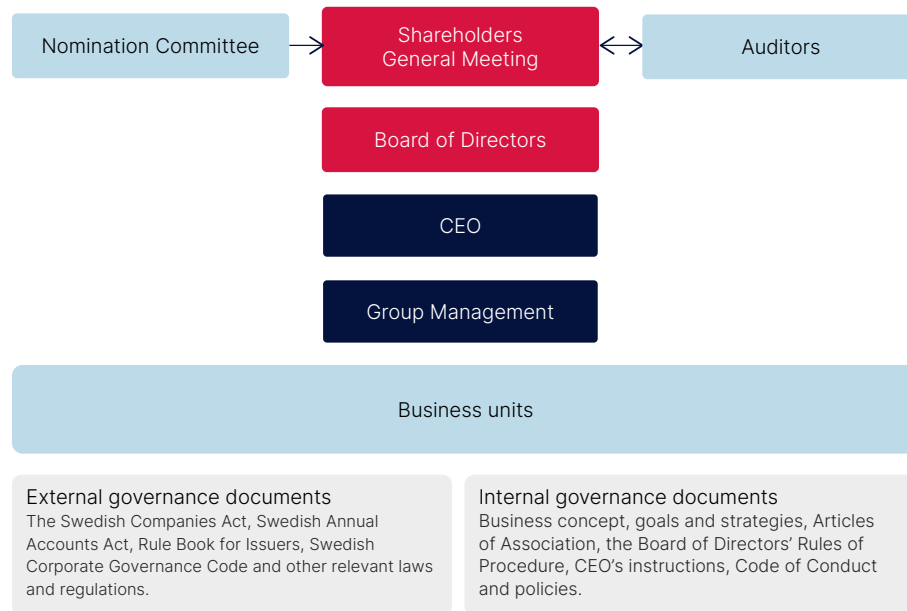 Nomination Committee
Shareholders
General Meeting
Auditors
Board of Directors
CEO
Group Management
Business units
External governance documents
The Swedish Companies Act, Swedish Annual
Accounts Act, Rule Book for Issuers, Swedish
Corporate Governance Code and other relevant laws
and regulations.
Internal governance documents
Business concept, goals and strategies, Articles
of Association, the Board of Directors’ Rules of
Procedure, CEO’s instructions, Code of Conduct
and policies.